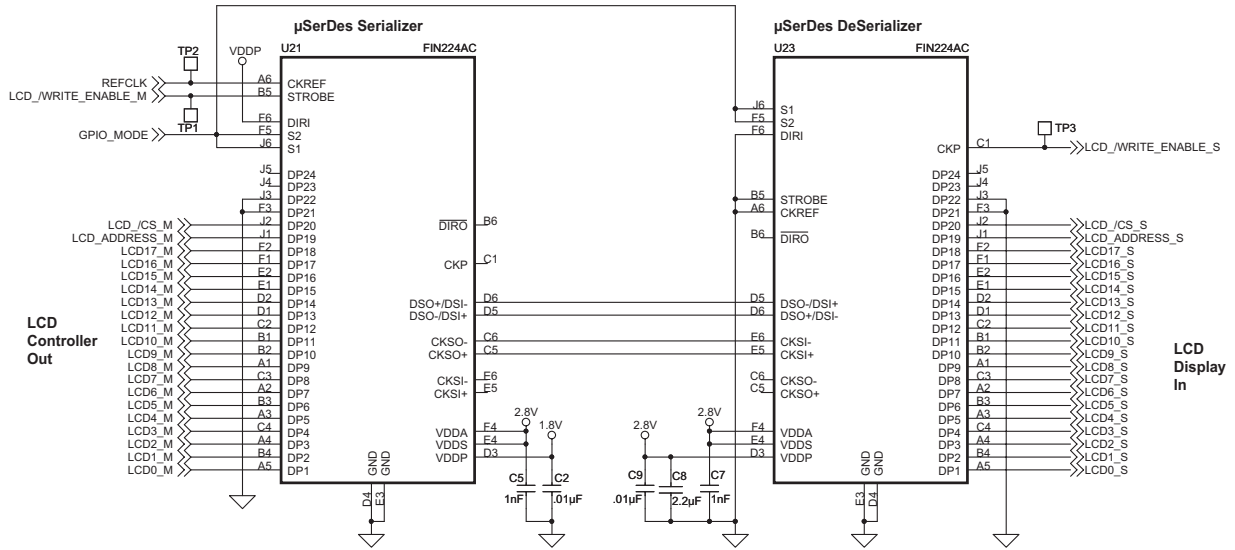 µSerDes Serializer
µSerDes DeSerializer
U21
FIN224AC
U23
FIN224AC
TP2
VDDP
REFCLK
A6
CKREF
LCD_/WRITE_ENABLE_M
B5
STROBE
TP1
F6
DIRI
GPIO_MODE
F5
S2
J6
S1
J5
DP24
J4
DP23
J3
DP22
F3
DP21
LCD_/CS_M
J2
DP20
LCD_ADDRESS_M
J1
DP19
LCD17_M
F2
DP18
LCD16_M
F1
DP17
LCD15_M
E2
DP16
LCD14_M
E1
DP15
LCD13_M
D2
DP14
LCD12_M
D1
DP13
LCD11_M
C2
DP12
LCD10_M
B1
DP11
LCD9_M
B2
DP10
LCD8_M
A1
DP9
LCD7_M
C3
DP8
LCD6_M
A2
DP7
LCD5_M
B3
DP6
LCD4_M
A3
DP5
LCD3_M
C4
DP4
LCD2_M
A4
DP3
LCD1_M
B4
DP2
LCD0_M
A5
DP1
LCD
Controller
Out
DIRO
B6
CKP
C1
DSO+/DSI-
D6
DSO-/DSI+
D5
CKSO-
C6
CKSO+
C5
CKSI-
E6
CKSI+
E5
VDDA
F4
VDDS
E4
VDDP
D3
GND
GND
D4
E3
2.8V
1.8V
C5
1nF
C2
.01µF
2.8V
2.8V
C9
.01µF
C8
2.2µF
C7
1nF
J6
S1
F5
S2
F6
DIRI
B5
STROBE
A6
CKREF
B6
DIRO
D5
DSO-/DSI+
D6
DSO+/DSI-
E6
CKSI-
E5
CKSI+
C6
CKSO-
C5
CKSO+
F4
VDDA
E4
VDDS
D3
VDDP
GND
GND
E3
D4
TP3
CKP
C1
LCD_/WRITE_ENABLE_S
DP24
J5
DP23
J4
DP22
J3
DP21
F3
DP20
J2
LCD_/CS_S
DP19
J1
LCD_ADDRESS_S
DP18
F2
LCD17_S
DP17
F1
LCD16_S
DP16
E2
LCD15_S
DP15
E1
LCD14_S
DP14
D2
LCD13_S
DP13
D1
LCD12_S
DP12
C2
LCD11_S
DP11
B1
LCD10_S
DP10
B2
LCD9_S
DP9
A1
LCD8_S
DP8
C3
LCD7_S
DP7
A2
LCD6_S
DP6
B3
LCD5_S
DP5
A3
LCD4_S
DP4
C4
LCD3_S
DP3
A4
LCD2_S
DP2
B4
LCD1_S
DP1
A5
LCD0_S
LCD
Display
In